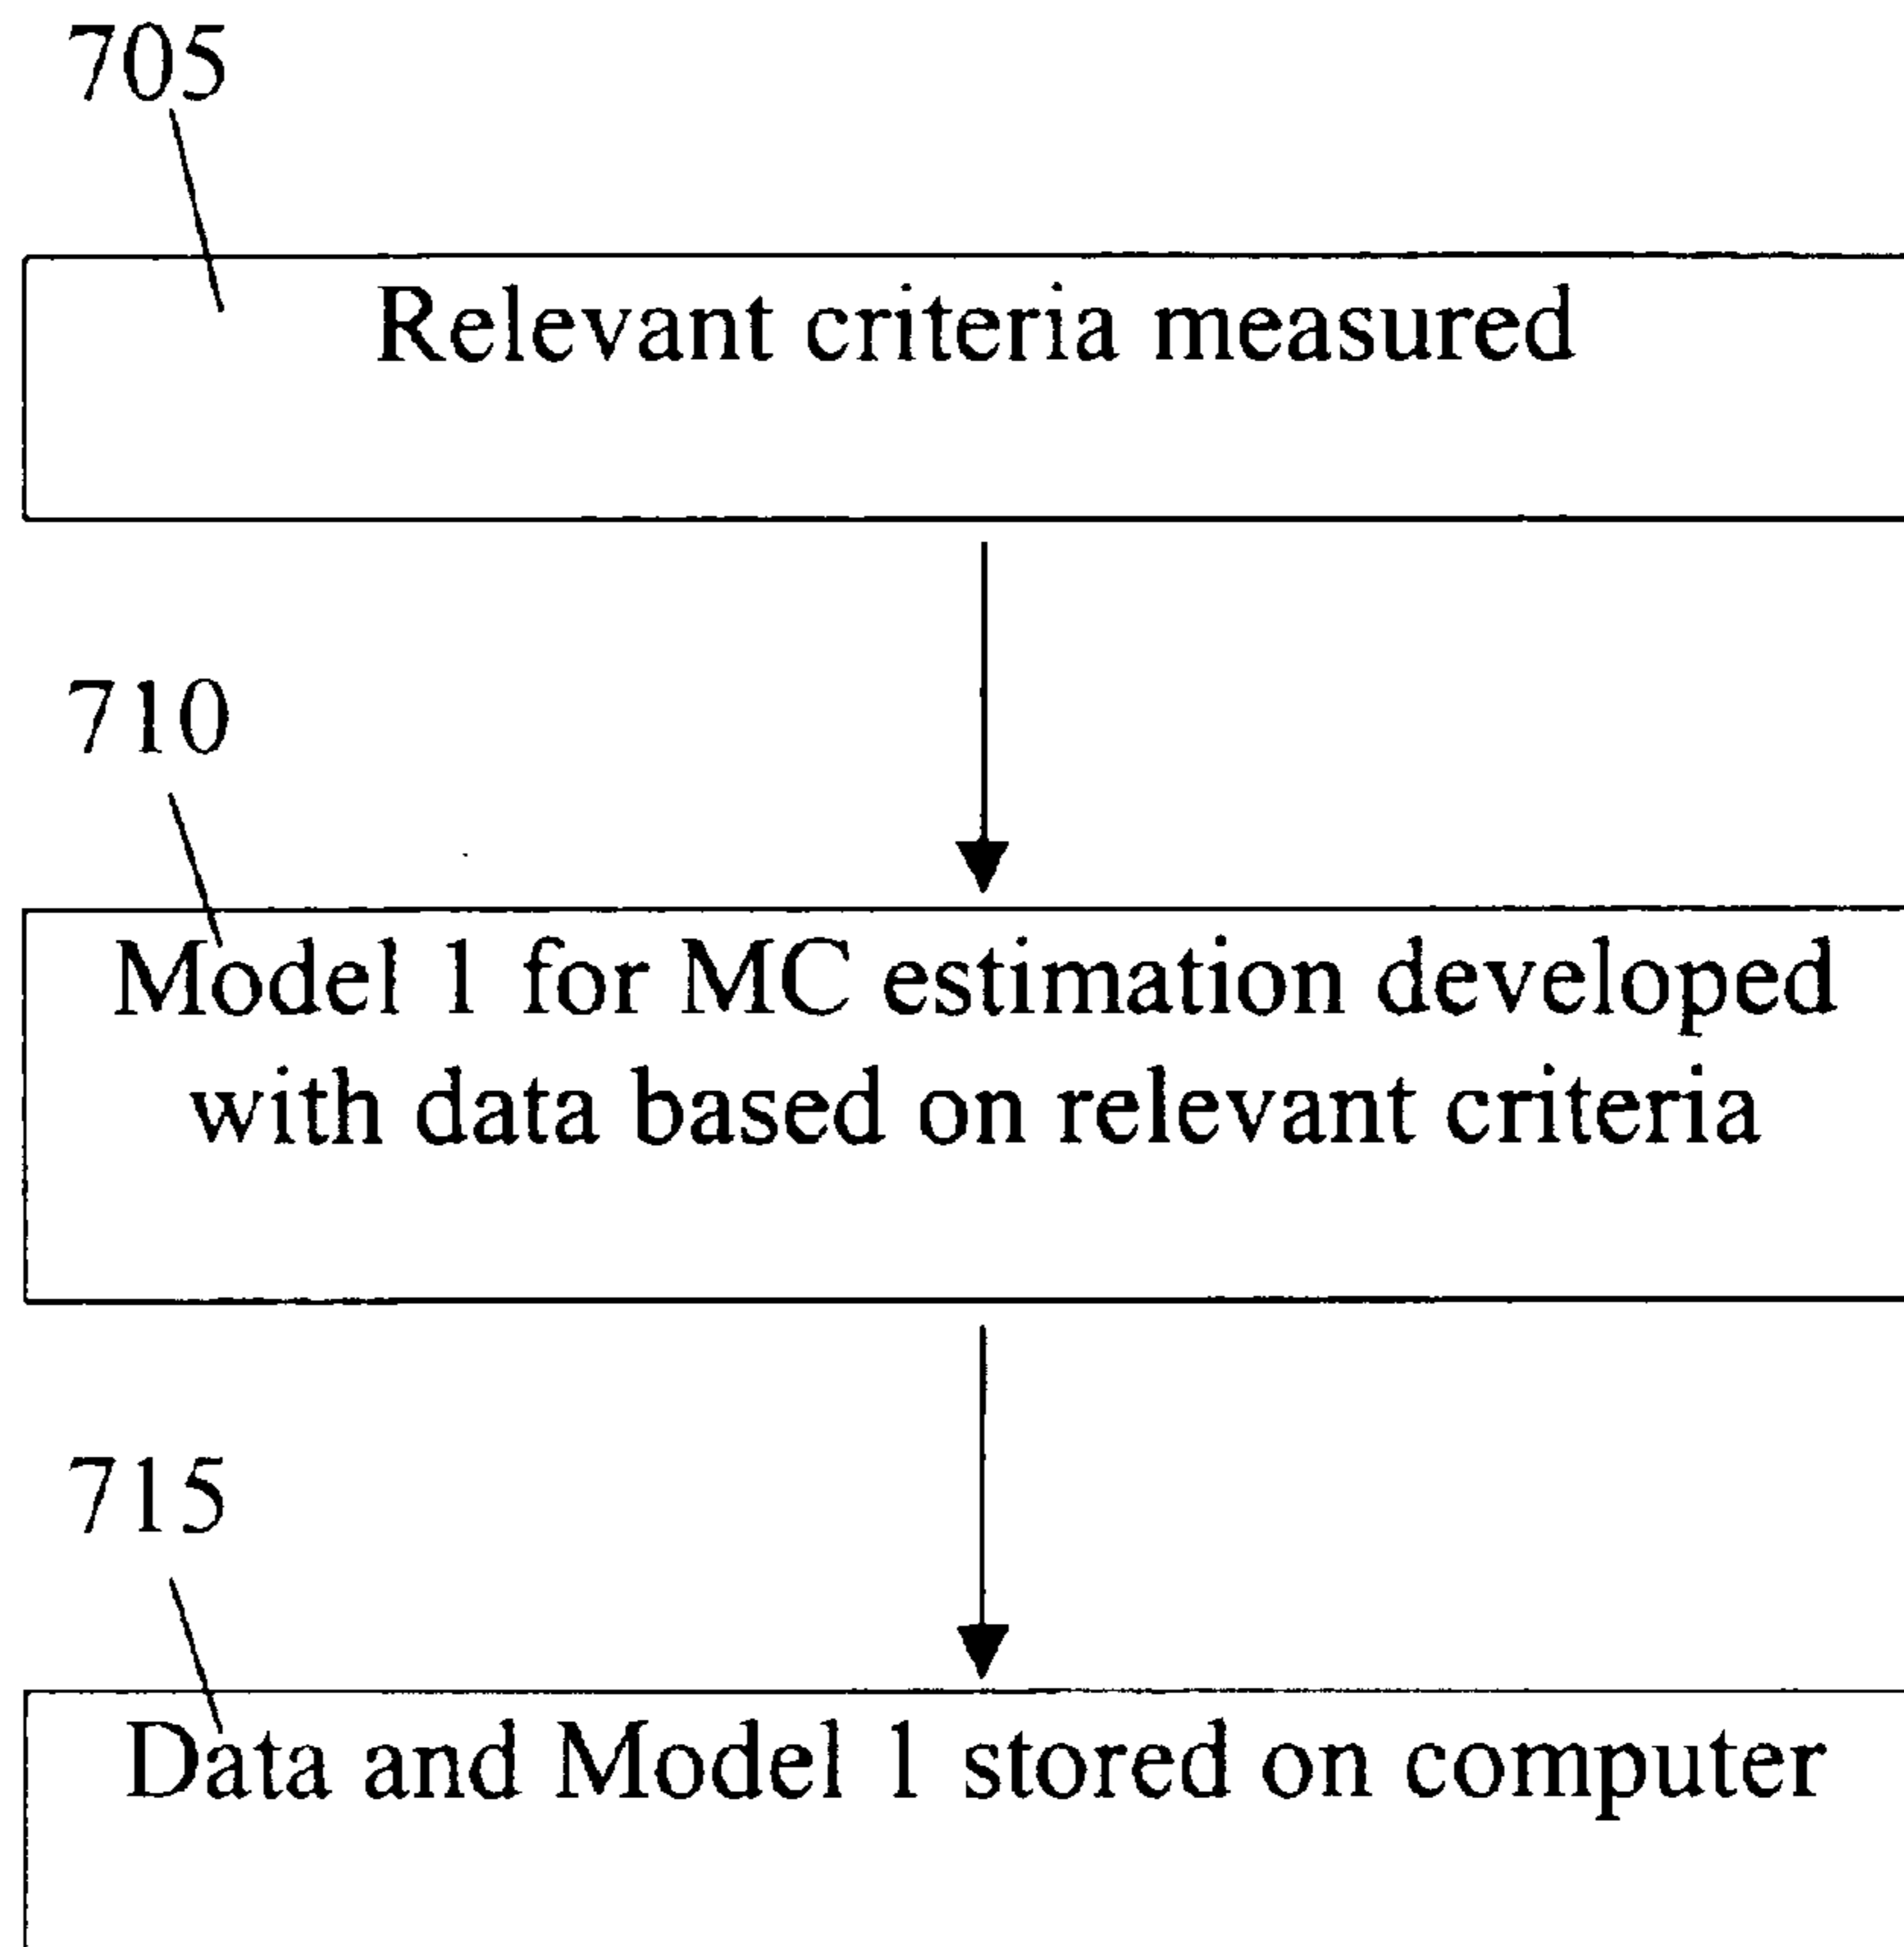 705
Relevant criteria measured
710
Model 1 for MC estimation developed
with data based on relevant criteria
715
Data and Model 1 stored on computer